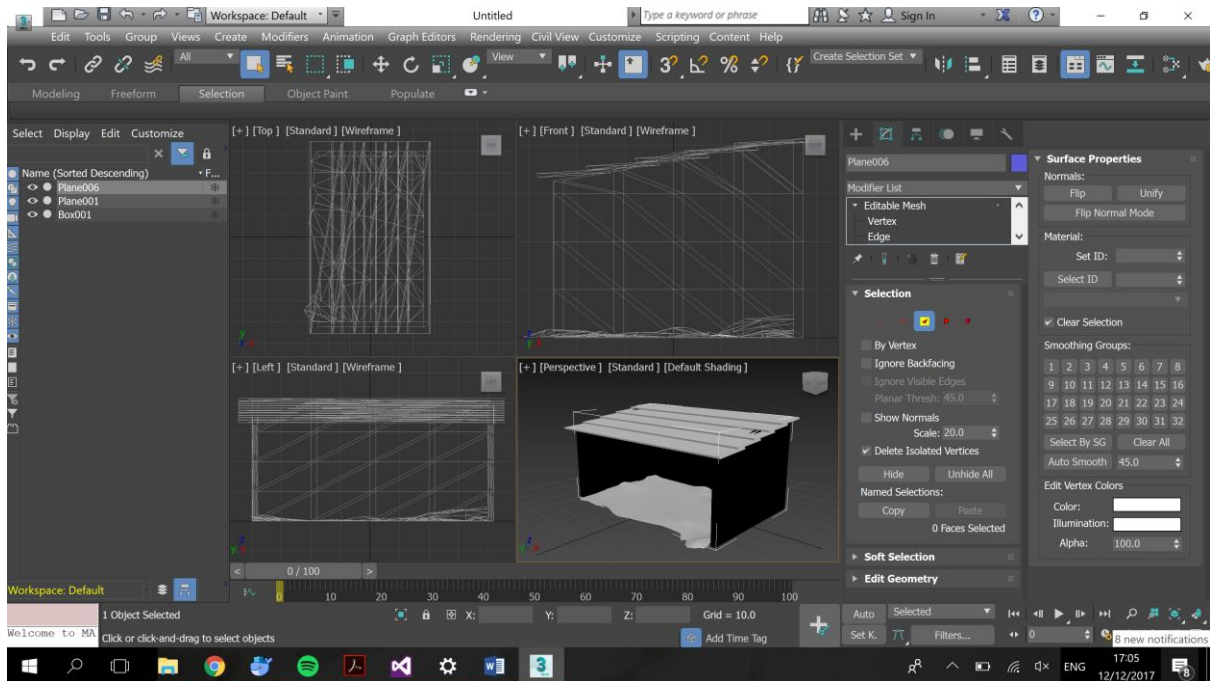 Workspace: Default
Untitled
Type a keyword or phrase
Sign In
Edit Tools Group Views Create Modifiers Animation Graph Editors Rendering Civil View Customize Scripting Content Help
All
View
Create Selection Set
Modeling Freeform Selection Object Paint Populate
Select Display Edit Customize
Name (Sorted Descending) F...
Plane006
Plane001
Box001
[+] [Top] [Standard] [Wireframe]
[+] [Front] [Standard] [Wireframe]
[+] [Left] [Standard] [Wireframe]
[+] [Perspective] [Standard] [Default Shading]
Plane006
Modifier List
Editable Mesh
Vertex
Edge
Selection
By Vertex
Ignore Backfacing
Ignore Visible Edges
Planar Thresh: 45.0
Show Normals
Scale: 20.0
Delete Isolated Vertices
Hide Unhide All
Named Selections:
Copy Paste
0 Faces Selected
Soft Selection
Edit Geometry
Surface Properties
Normals:
Flip Unify
Flip Normal Mode
Material:
Set ID:
Select ID
Clear Selection
Smoothing Groups:
1 2 3 4 5 6 7 8
9 10 11 12 13 14 15 16
17 18 19 20 21 22 23 24
25 26 27 28 29 30 31 32
Select By SG Clear All
Auto Smooth 45.0
Edit Vertex Colors
Color:
Illumination:
Alpha: 100.0
< 0 / 100 >
Workspace: Default
0 10 20 30 40 50 60 70 80 90 100
1 Object Selected
X: Y: Z: Grid = 10.0
Auto Selected
Welcome to MA
Click or click-and-drag to select objects
Add Time Tag
Set K. Filters... 0
8 new notifications
ENG
17:05
12/12/2017
8